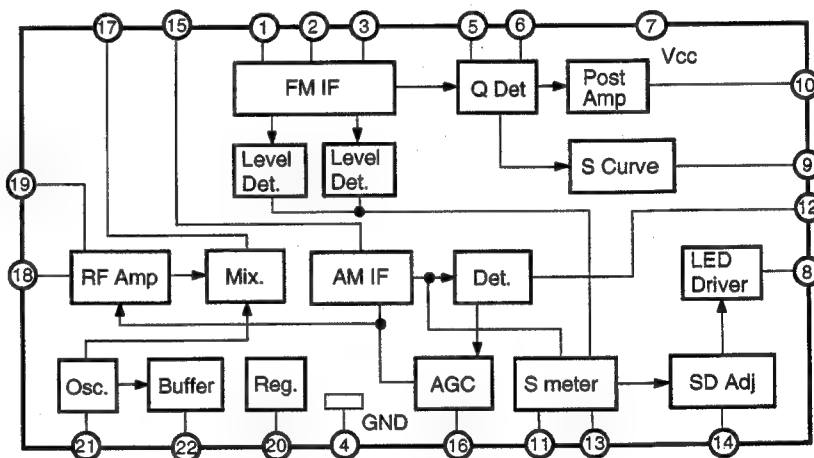 17 15 1 2 3 5 6 7
Vcc
FM IF
Q Det
Post
Amp
10
Level
Det.
Level
Det.
S Curve
9
19
12
18
RF Amp
Mix.
AM IF
Det.
LED
Driver
8
Osc.
Buffer
Reg.
GND
AGC
S meter
SD Adj
21 22 20 4 16 11 13 14